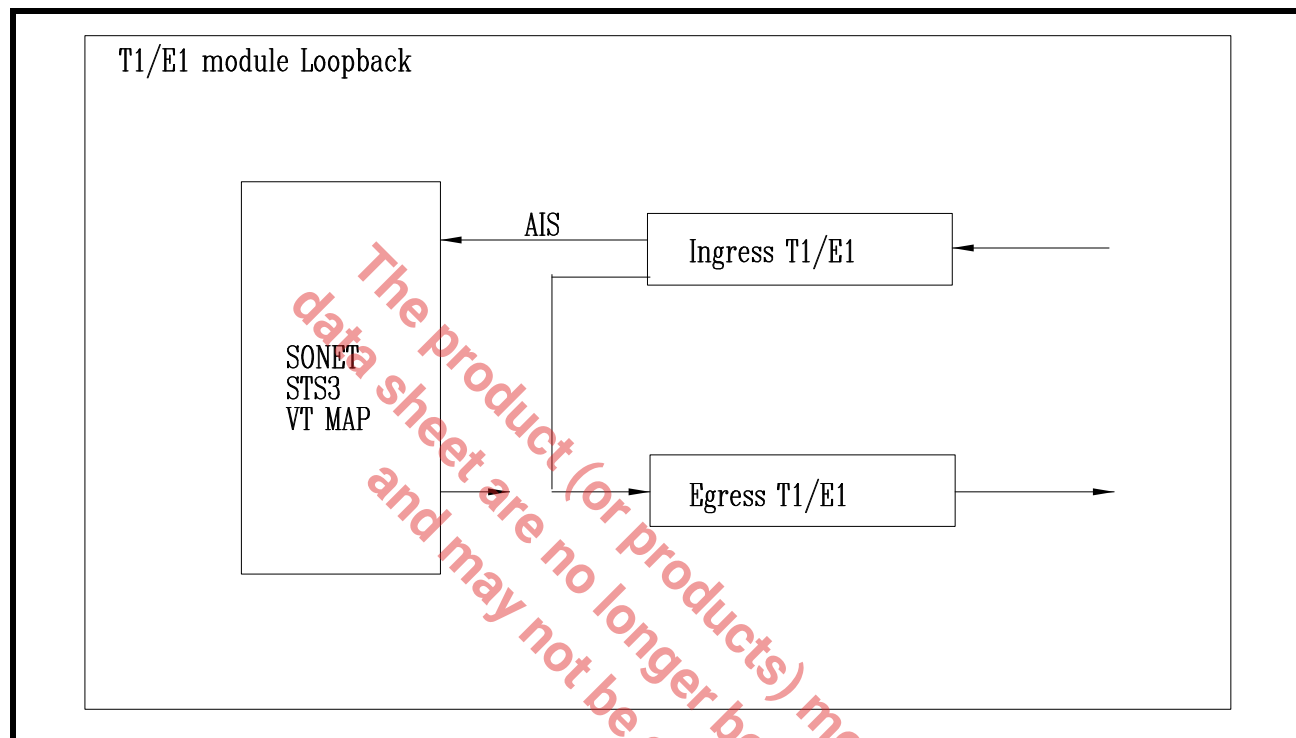 T1/E1 module Loopback
AIS
Ingress T1/E1
SONET
STS3
VT MAP
Egress T1/E1
The product (or products)
data sheet are no longer
and may not be